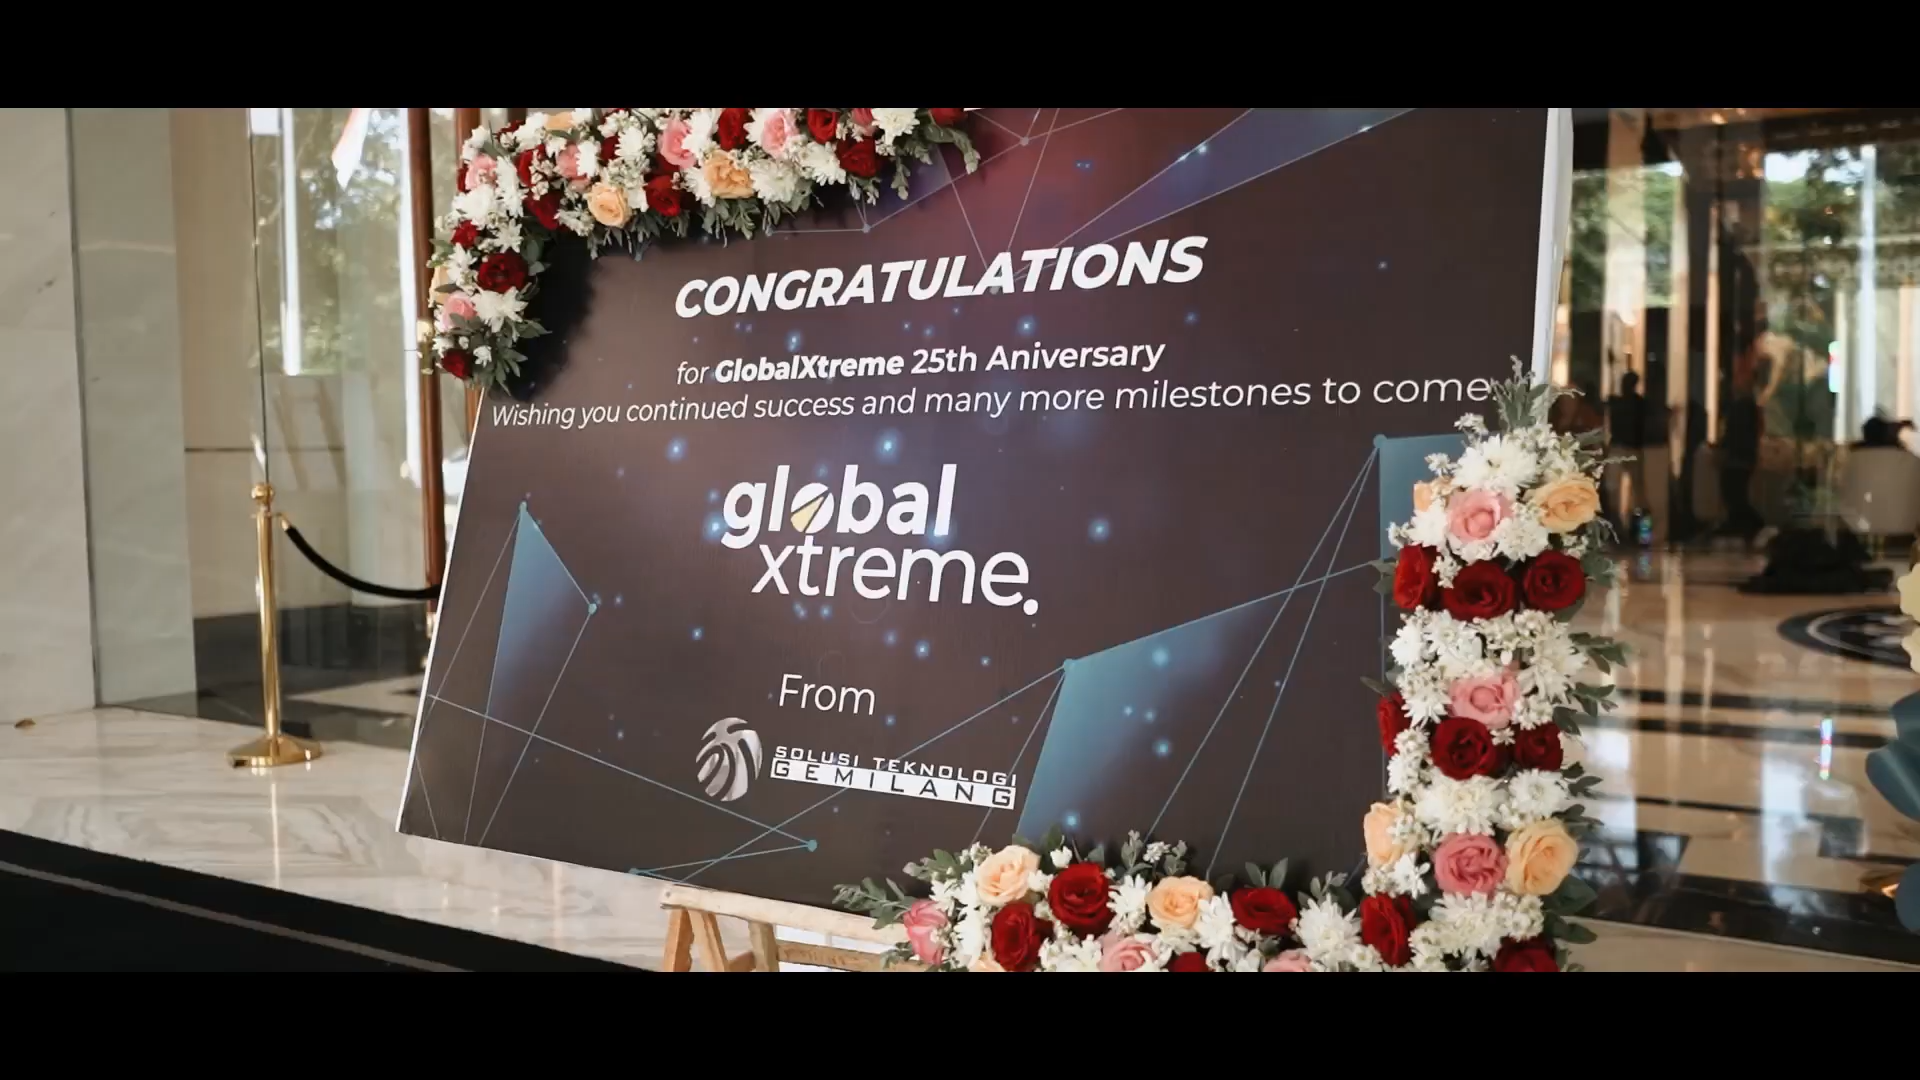 CONGRATULATIONS
for GlobalXtreme 25th Aniversary
Wishing you continued success and many more milestones to come.
global
xtreme.
From
SOLUSI TEKNOLOGI
GEMILANG